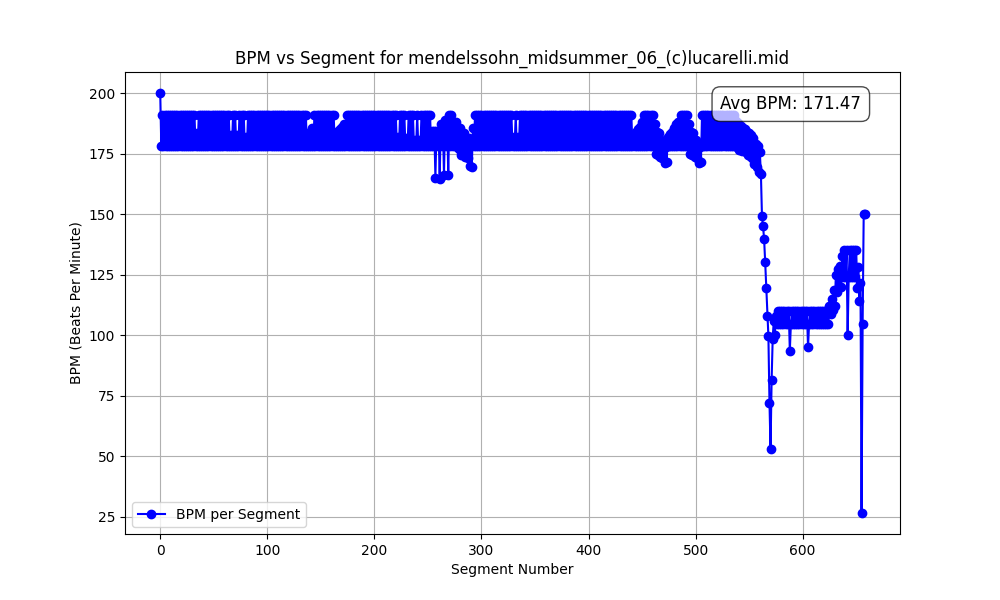 BPM vs Segment for mendelssohn_midsummer_06_(c)lucarelli.mid
Avg BPM: 171.47
200
175
150
125
100
75
50
25
BPM (Beats Per Minute)
BPM per Segment
0 100 200 300 400 500 600
Segment Number